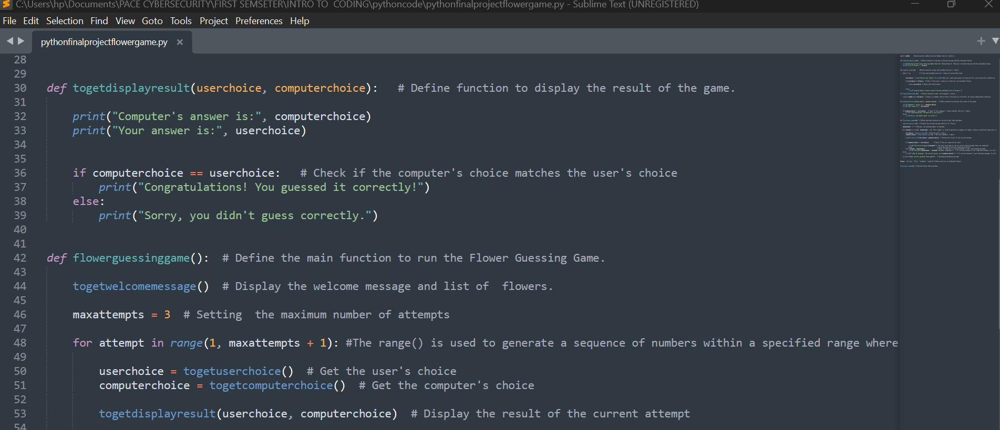 C:\Users\hp\Documents\PACE CYBERSECURITY\FIRST SEMSETER\INTRO TO  CODING\pythoncode\pythonfinalprojectflowergame.py - Sublime Text (UNREGISTERED)
File Edit Selection Find View Goto Tools Project Preferences Help
pythonfinalprojectflowergame.py
28
29
30 def togetdisplayresult(userchoice, computerchoice):   # Define function to display the result of the game.
31
32     print("Computer's answer is:", computerchoice)
33     print("Your answer is:", userchoice)
34
35
36     if computerchoice == userchoice:   # Check if the computer's choice matches the user's choice
37         print("Congratulations! You guessed it correctly!")
38     else:
39         print("Sorry, you didn't guess correctly.")
40
41
42 def flowerguessinggame():  # Define the main function to run the Flower Guessing Game.
43
44     togetwelcomemessage()  # Display the welcome message and list of  flowers.
45
46     maxattempts = 3  # Setting  the maximum number of attempts
47
48     for attempt in range(1, maxattempts + 1): #The range() is used to generate a sequence of numbers within a specified range where
49
50         userchoice = togetuserchoice()  # Get the user's choice
51         computerchoice = togetcomputerchoice()  # Get the computer's choice
52
53         togetdisplayresult(userchoice, computerchoice)  # Display the result of the current attempt
54